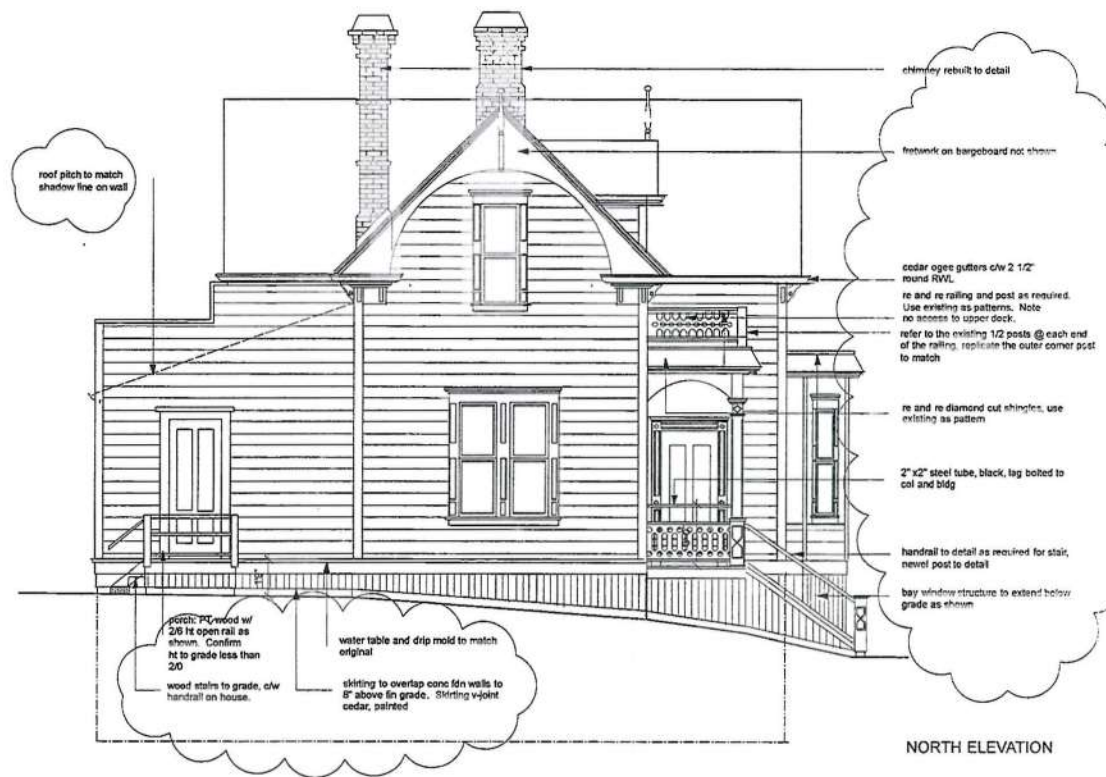 chimney rebuilt to detail
fretwork on bargeboard not shown
roof pitch to match
shadow line on wall
cedar ogee gutters c/w 2 1/2"
round RWL
re and re railing and post as required.
Use existing as patterns. Note
no access to upper deck.
refer to the existing 1/2 posts @ each end
of the railing, replicate the outer corner post
to match
re and re diamond cut shingles, use
existing as pattern
2" x2" steel tube, black, lag bolted to
col and bldg
handrail to detail as required for stair,
newel post to detail
bay window structure to extend below
grade as shown
porch: PT wood w/
2/6 ht open rail as
shown. Confirm
ht to grade less than
2/0
wood stairs to grade, c/w
handrail on house.
water table and drip mold to match
original
skirting to overlap conc fdn walls to
8" above fin grade. Skirting v-joint
cedar, painted
NORTH ELEVATION